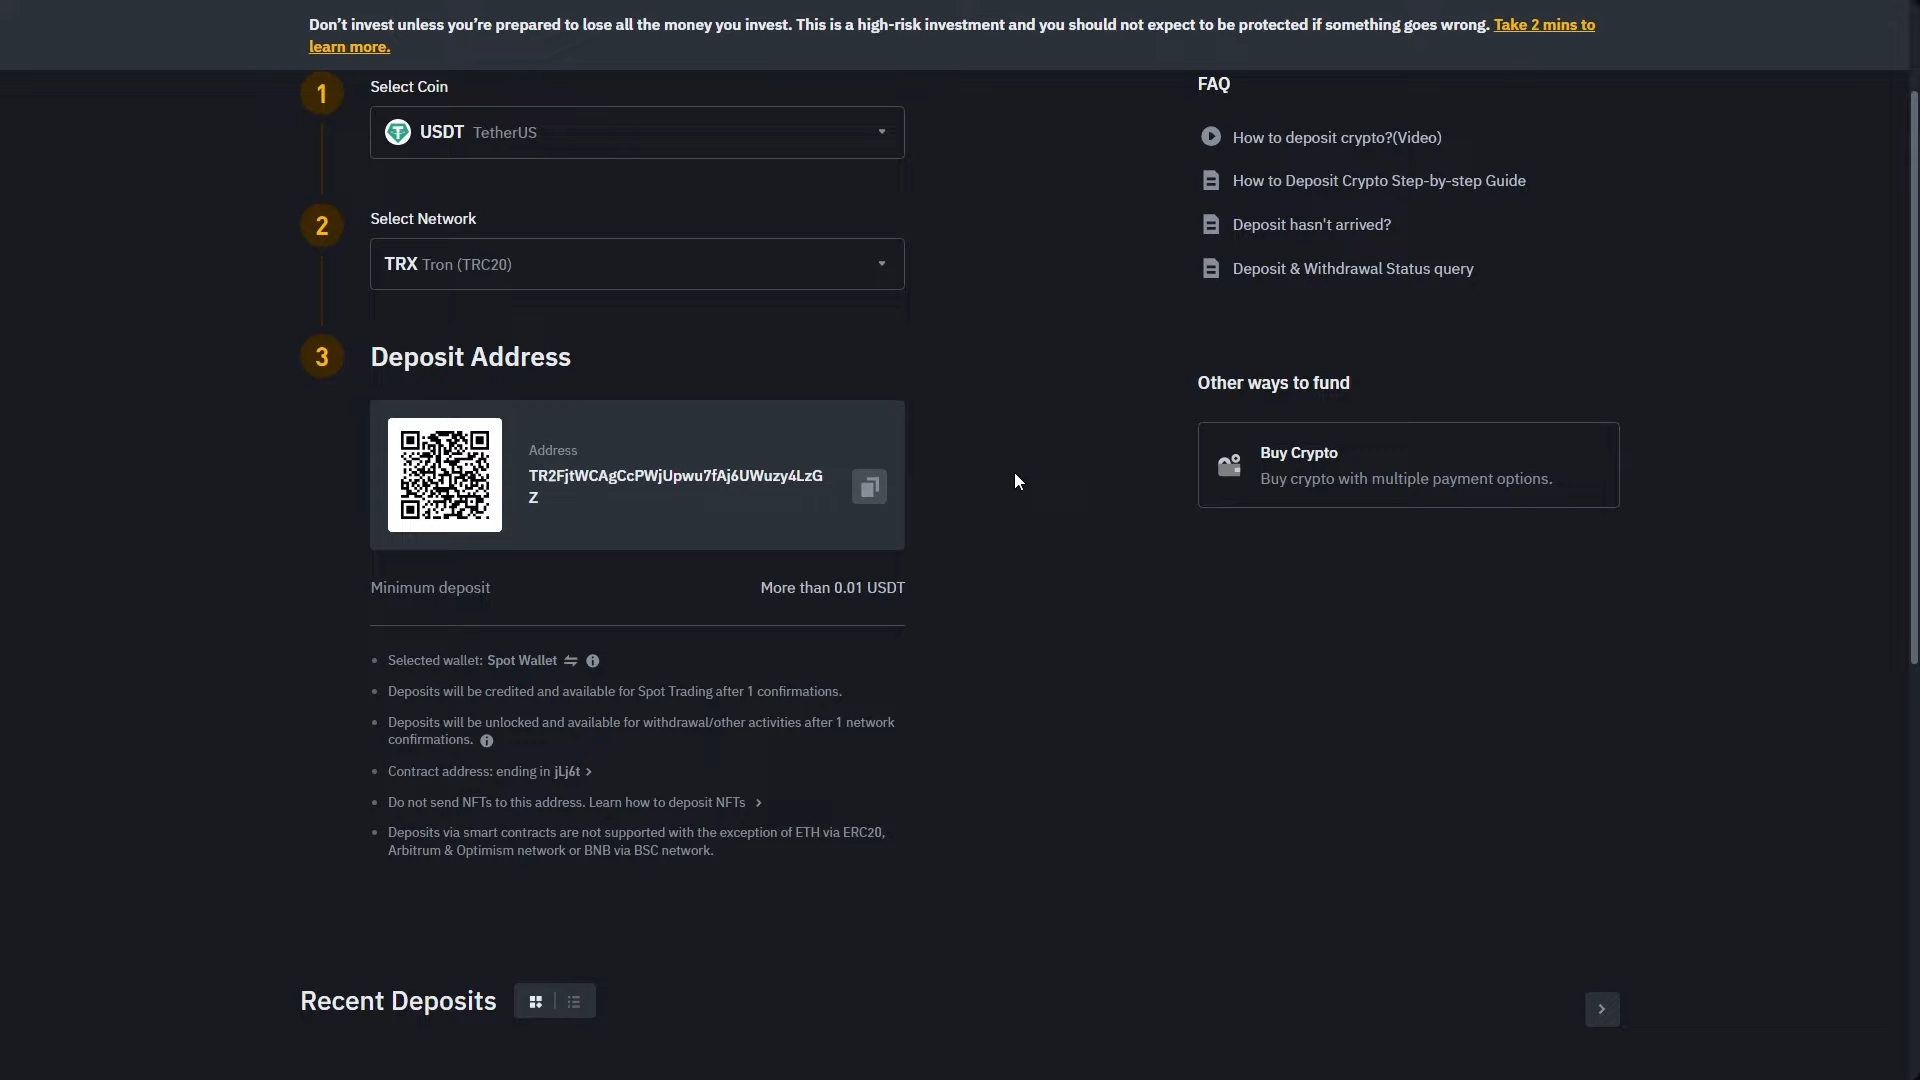 Don’t invest unless you’re prepared to lose all the money you invest. This is a high-risk investment and you should not expect to be protected if something goes wrong. Take 2 mins to
learn more.
1
Select Coin
USDT TetherUS
2
Select Network
TRX Tron (TRC20)
3
Deposit Address
Address
TR2FjtWCAgCcPWjUpwu7fAj6UWuzy4LzG
Z
Minimum deposit
More than 0.01 USDT
Selected wallet: Spot Wallet
Deposits will be credited and available for Spot Trading after 1 confirmations.
Deposits will be unlocked and available for withdrawal/other activities after 1 network
confirmations.
Contract address: ending in jLj6t
Do not send NFTs to this address. Learn how to deposit NFTs
Deposits via smart contracts are not supported with the exception of ETH via ERC20,
Arbitrum & Optimism network or BNB via BSC network.
FAQ
How to deposit crypto?(Video)
How to Deposit Crypto Step-by-step Guide
Deposit hasn't arrived?
Deposit & Withdrawal Status query
Other ways to fund
Buy Crypto
Buy crypto with multiple payment options.
Recent Deposits